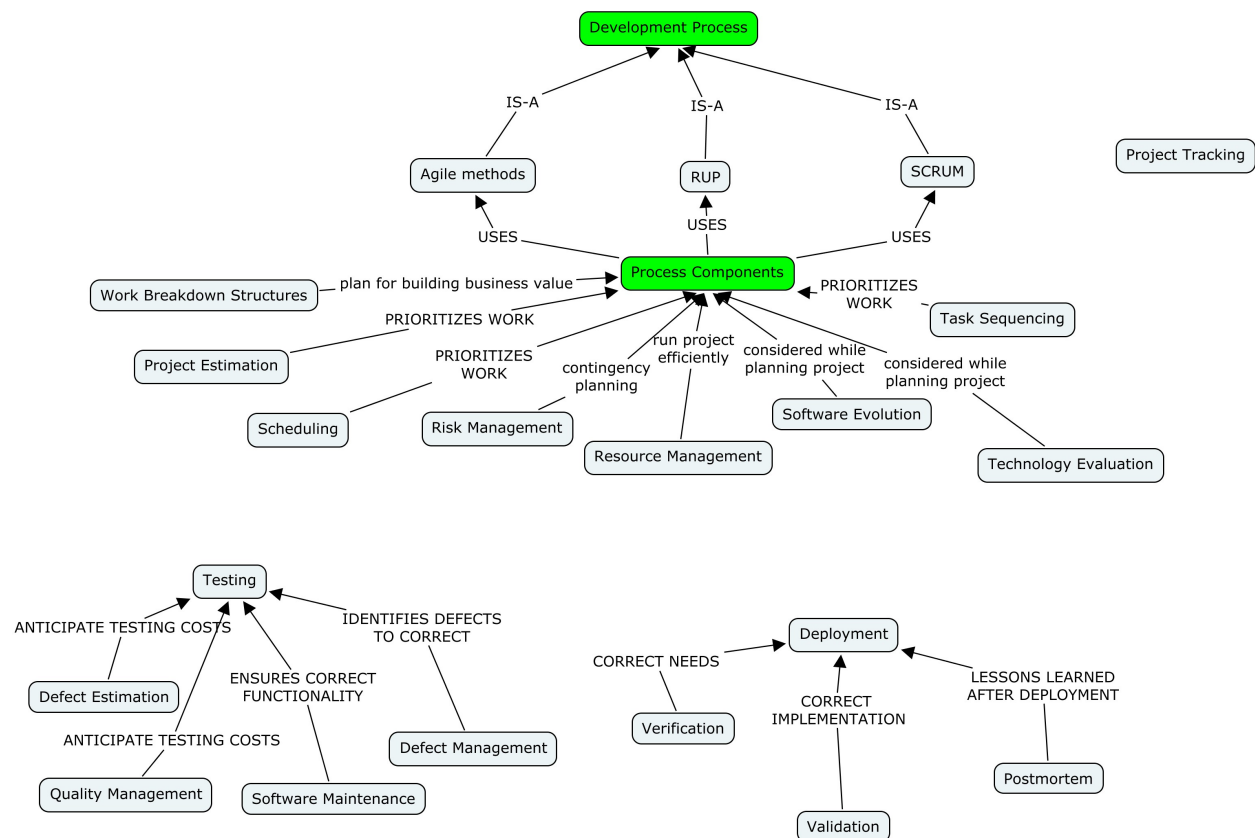 Development Process
IS-A
IS-A
IS-A
Agile methods
RUP
SCRUM
Project Tracking
USES
USES
USES
Process Components
Work Breakdown Structures
plan for building business value
PRIORITIZES
WORK
Task Sequencing
PRIORITIZES WORK
Project Estimation
PRIORITIZES
WORK
contingency
planning
run project
efficiently
considered while
planning project
considered while
planning project
Scheduling
Risk Management
Resource Management
Software Evolution
Technology Evaluation
Testing
ANTICIPATE TESTING COSTS
IDENTIFIES DEFECTS
TO CORRECT
ENSURES CORRECT
FUNCTIONALITY
Defect Estimation
ANTICIPATE TESTING COSTS
Defect Management
Quality Management
Software Maintenance
Deployment
CORRECT NEEDS
LESSONS LEARNED
AFTER DEPLOYMENT
CORRECT
IMPLEMENTATION
Verification
Postmortem
Validation